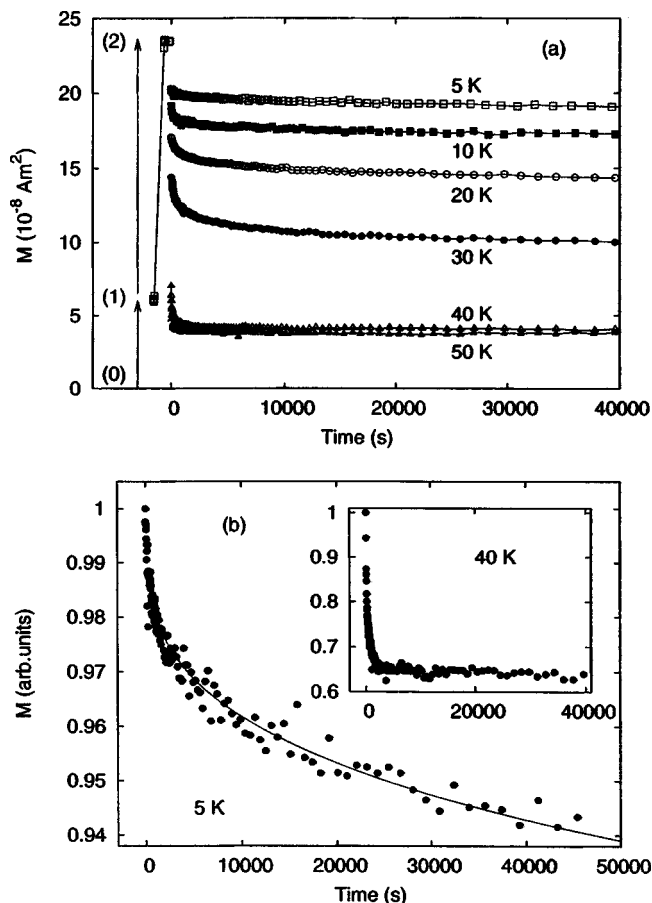 (2)
(1)
(0)
25
20
15
10
5
0
M (10⁻⁸ Am²)
(a)
5 K
10 K
20 K
30 K
40 K
50 K
0 10000 20000 30000 40000
Time (s)
1
0.99
0.98
0.97
0.96
0.95
0.94
M (arb.units)
(b)
5 K
1
0.9
0.8
0.7
0.6
40 K
0 20000 40000
0 10000 20000 30000 40000 50000
Time (s)